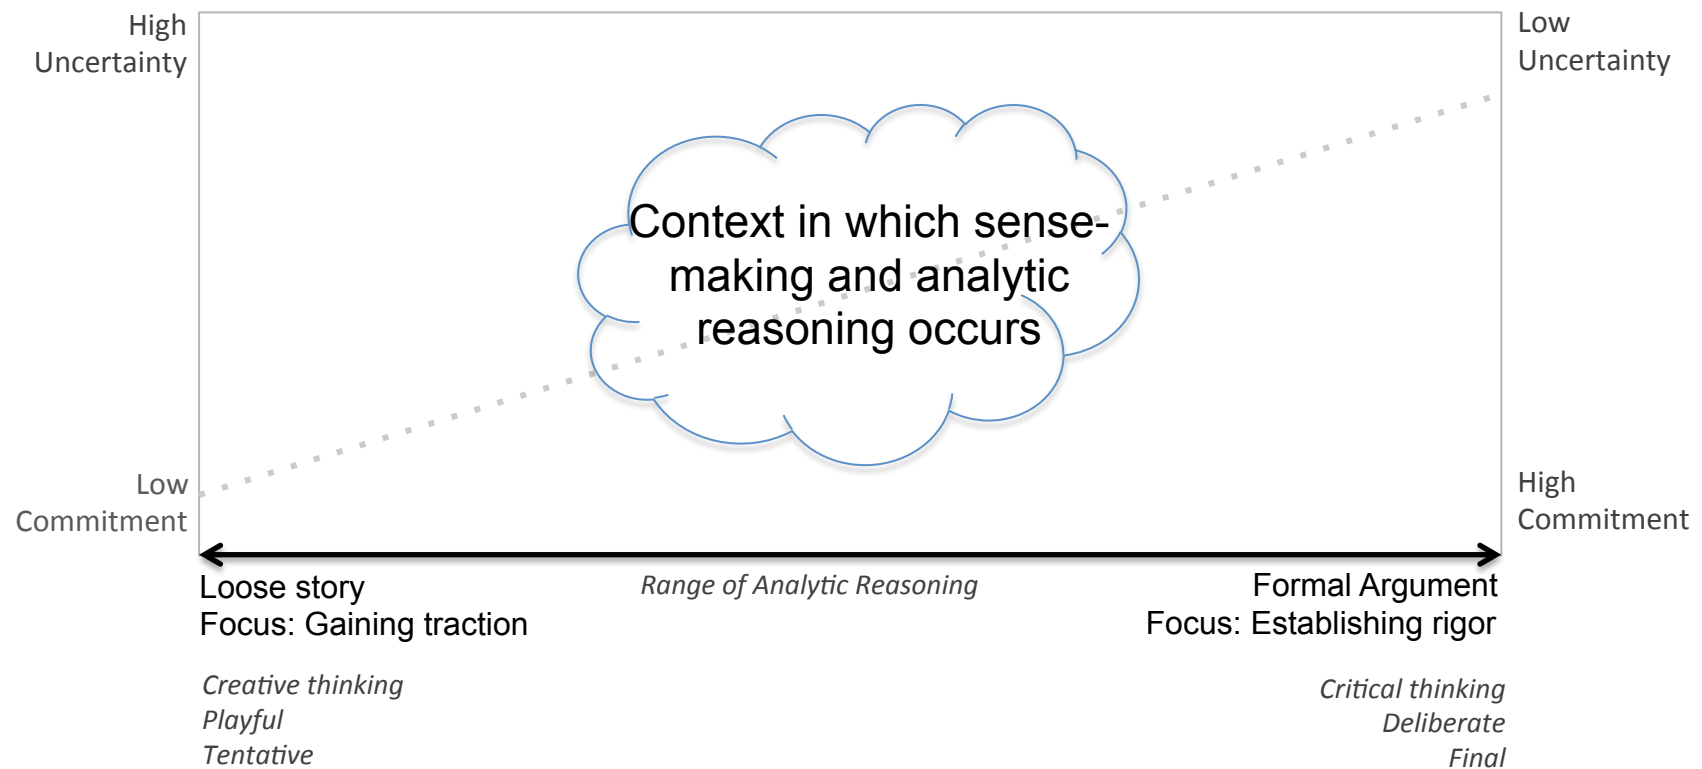 High
Uncertainty
Low
Uncertainty
Context in which sense-
making and analytic
reasoning occurs
Low
Commitment
High
Commitment
Loose story
Focus: Gaining traction
Range of Analytic Reasoning
Formal Argument
Focus: Establishing rigor
Creative thinking
Playful
Tentative
Critical thinking
Deliberate
Final